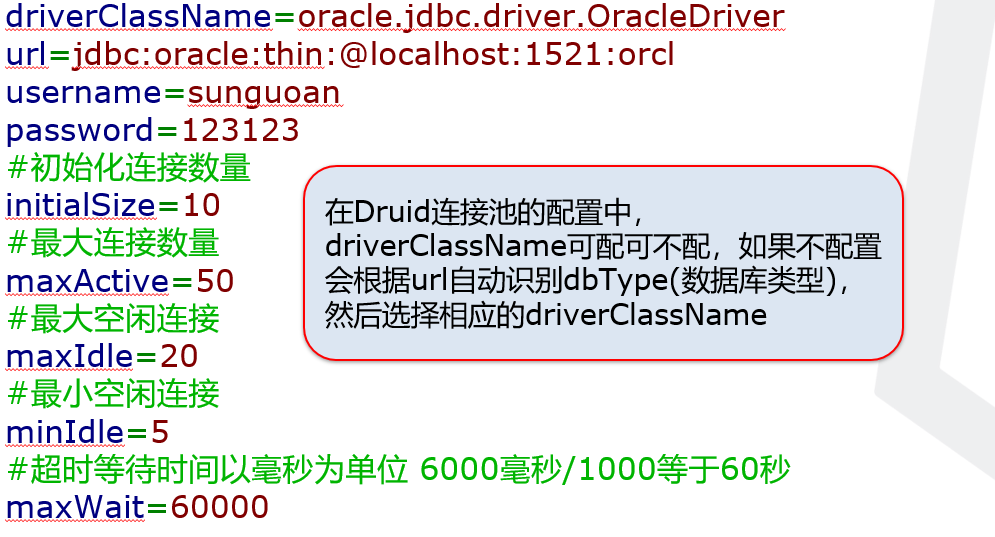 driverClassName=oracle.jdbc.driver.OracleDriver
url=jdbc:oracle:thin:@localhost:1521:orcl
username=sunguoan
password=123123
#初始化连接数量
initialSize=10
#最大连接数量
maxActive=50
#最大空闲连接
maxIdle=20
#最小空闲连接
minIdle=5
#超时等待时间以毫秒为单位 6000毫秒/1000等于60秒
maxWait=60000
在Druid连接池的配置中，
driverClassName可配可不配，如果不配置
会根据url自动识别dbType(数据库类型)，
然后选择相应的driverClassName